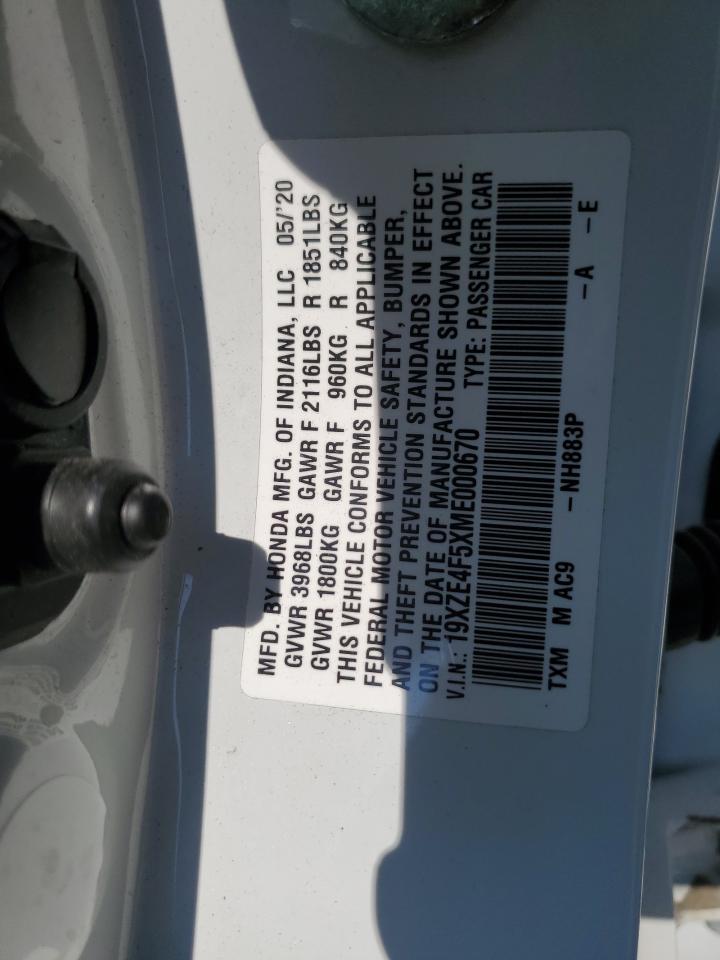 MFD. BY HONDA MFG. OF INDIANA, LLC 05/'20
GVWR 3968LBS GAWR F 2116LBS R 1851LBS
GVWR 1800KG GAWR F 960KG R 840KG
THIS VEHICLE CONFORMS TO ALL APPLICABLE
FEDERAL MOTOR VEHICLE SAFETY, BUMPER,
AND THEFT PREVENTION STANDARDS IN EFFECT
ON THE DATE OF MANUFACTURE SHOWN ABOVE.
V.I.N.: 19XZE4F5XME000670 TYPE: PASSENGER CAR
TXM M AC9 -NH883P -A -E